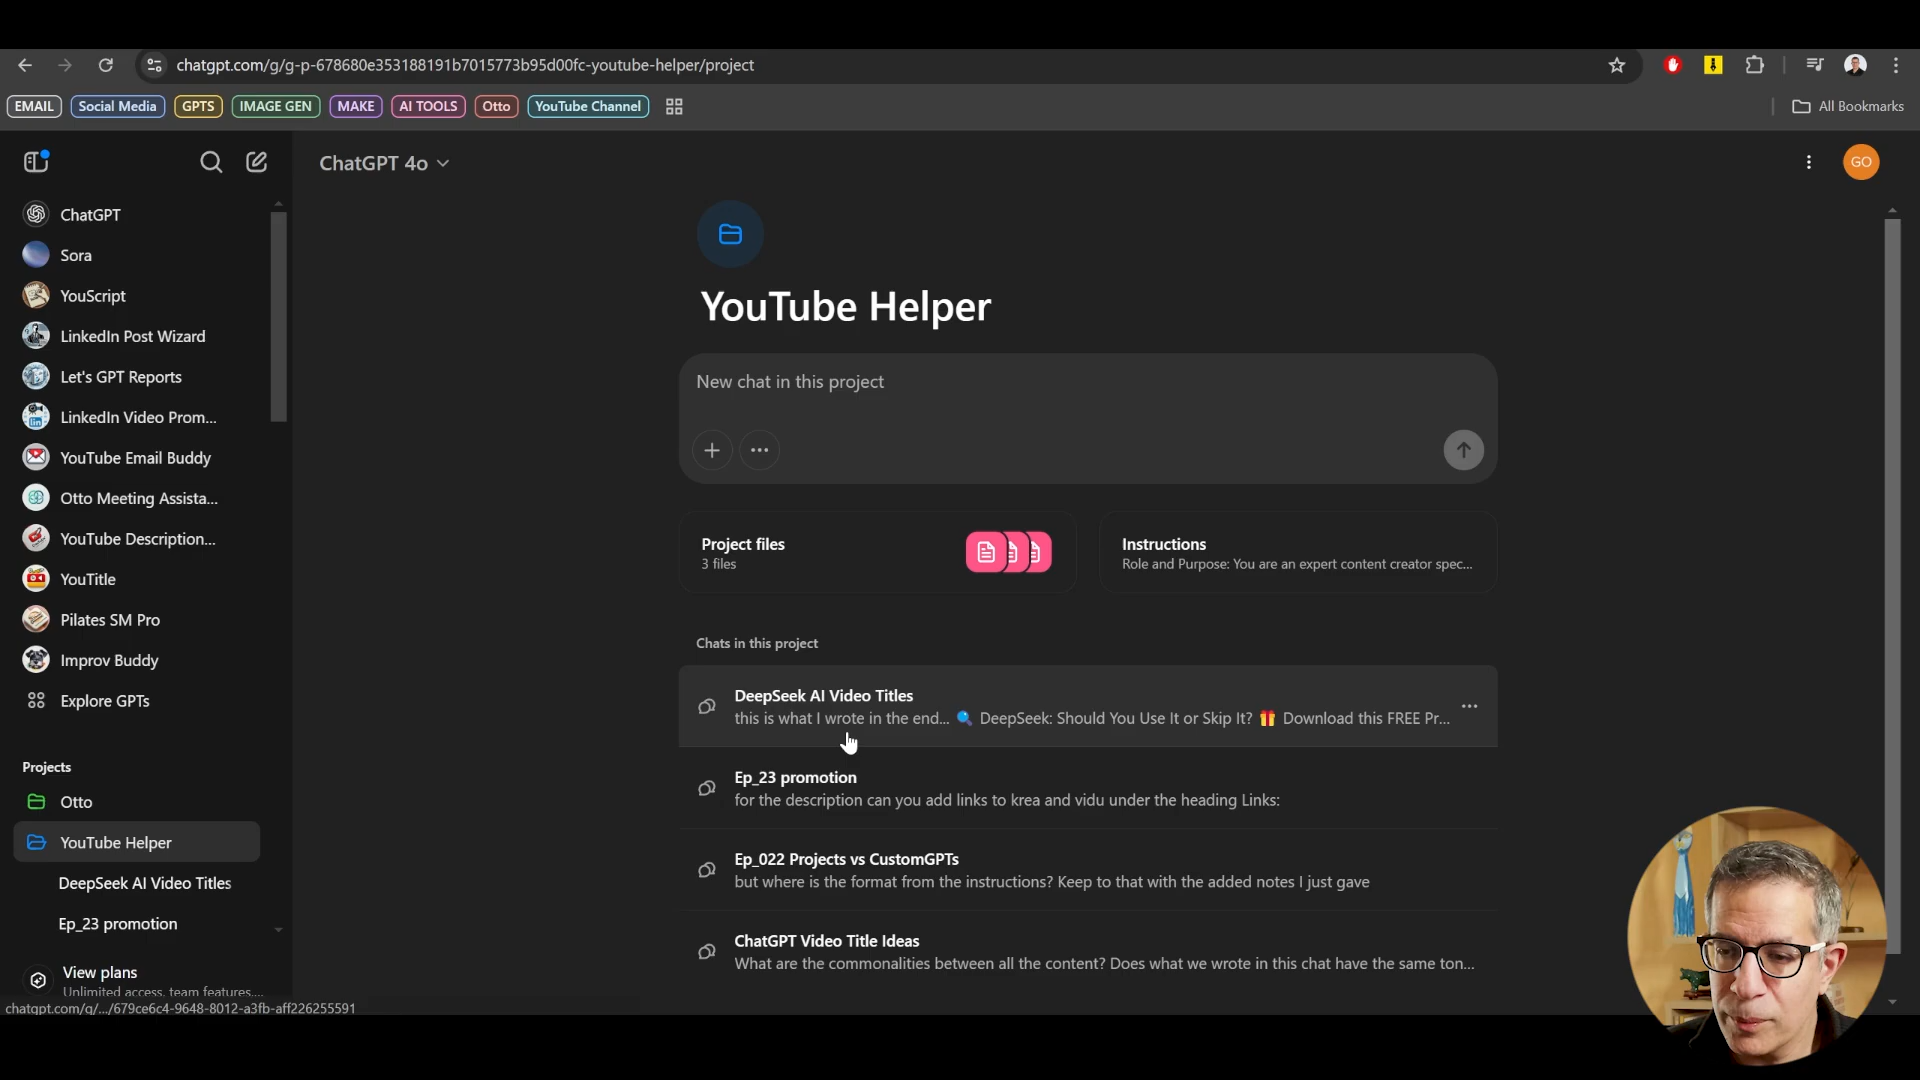 chatgpt.com/g/g-p-678680e353188191b7015773b95d00fc-youtube-helper/project
EMAIL
Social Media
GPTS
IMAGE GEN
MAKE
AI TOOLS
Otto
YouTube Channel
All Bookmarks
ChatGPT 4o
GO
ChatGPT
Sora
YouScript
LinkedIn Post Wizard
Let's GPT Reports
LinkedIn Video Prom...
YouTube Email Buddy
Otto Meeting Assista...
YouTube Description...
YouTitle
Pilates SM Pro
Improv Buddy
Explore GPTs
Projects
Otto
YouTube Helper
DeepSeek AI Video Titles
Ep_23 promotion
View plans
Unlimited access, team features,...
chatgpt.com/g/.../679ce6c4-9648-8012-a3fb-aff226255591
YouTube Helper
New chat in this project
Project files
3 files
Instructions
Role and Purpose: You are an expert content creator spec...
Chats in this project
DeepSeek AI Video Titles
this is what I wrote in the end... 🔍 DeepSeek: Should You Use It or Skip It? 🎁 Download this FREE Pr...
Ep_23 promotion
for the description can you add links to krea and vidu under the heading Links:
Ep_022 Projects vs CustomGPTs
but where is the format from the instructions? Keep to that with the added notes I just gave
ChatGPT Video Title Ideas
What are the commonalities between all the content? Does what we wrote in this chat have the same ton...